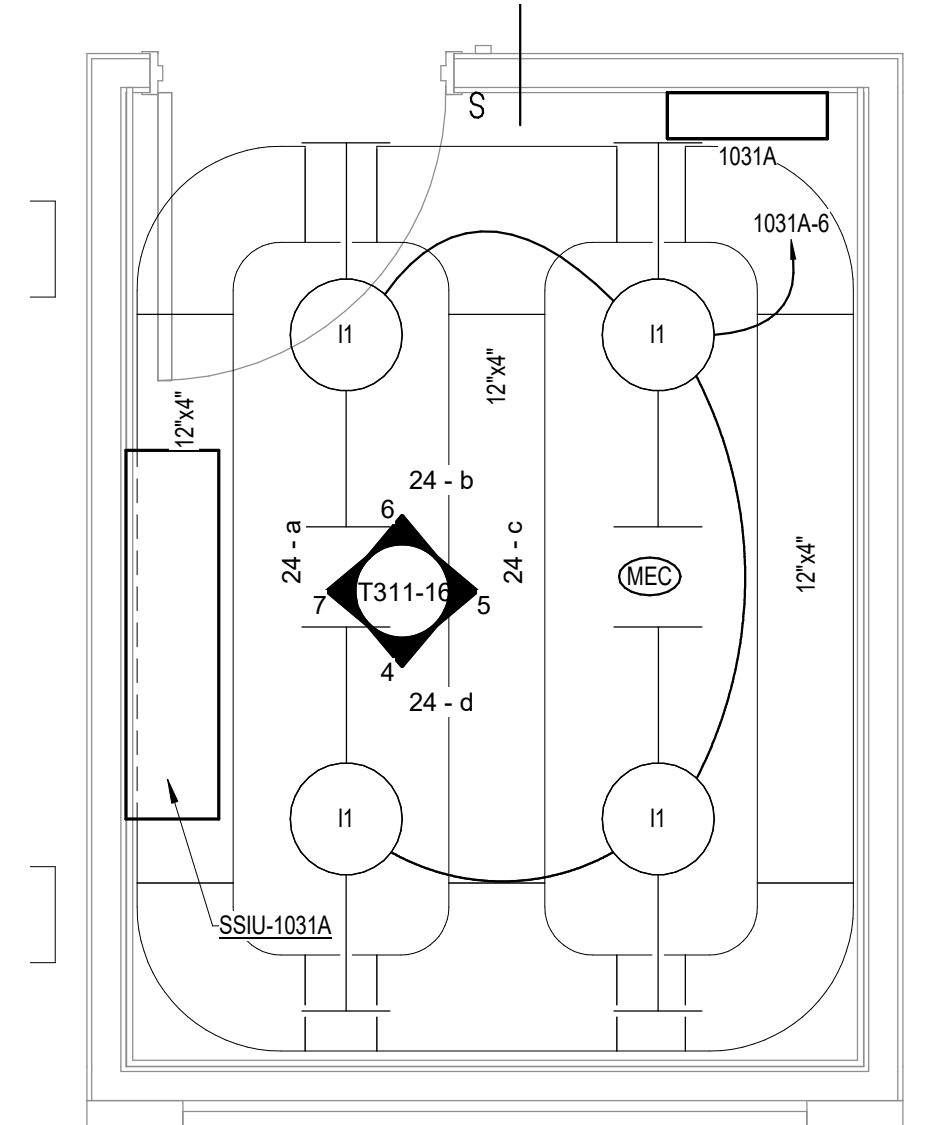 S
1031A
1031A-6
I1
I1
12"x4"
12"x4"
24 - b
6
24 - a
24 - c
12"x4"
MEC
T311-16
7
5
4
24 - d
I1
I1
SSIU-1031A